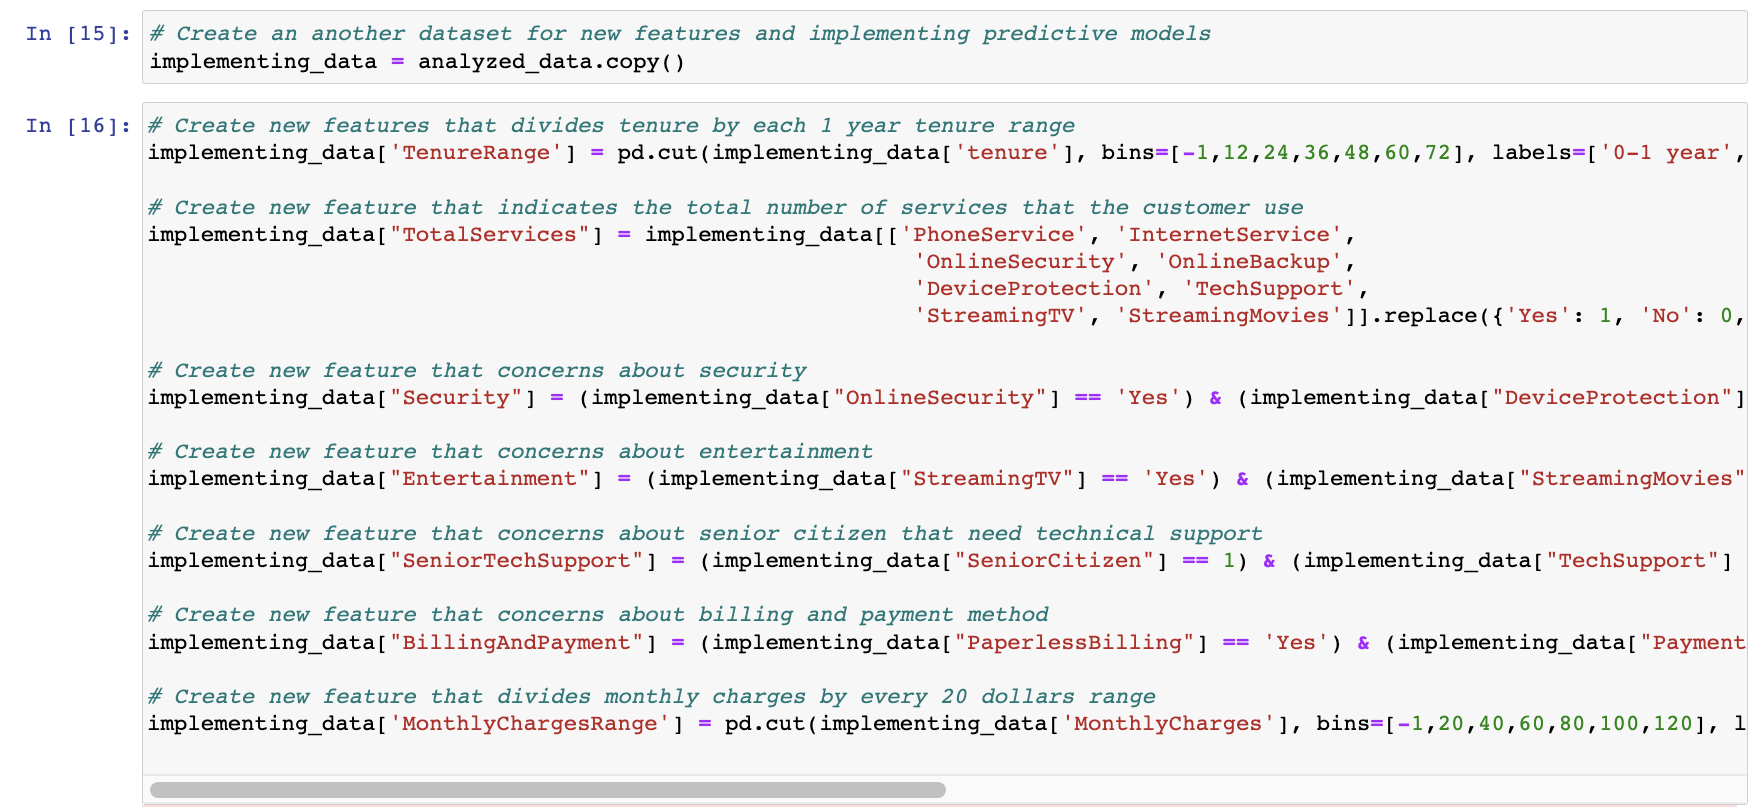 In [15]: # Create an another dataset for new features and implementing predictive models
implementing_data = analyzed_data.copy()
In [16]: # Create new features that divides tenure by each 1 year tenure range
implementing_data['TenureRange'] = pd.cut(implementing_data['tenure'], bins=[-1,12,24,36,48,60,72], labels=['0-1 year',
# Create new feature that indicates the total number of services that the customer use
implementing_data["TotalServices"] = implementing_data[['PhoneService', 'InternetService',
'OnlineSecurity', 'OnlineBackup',
'DeviceProtection', 'TechSupport',
'StreamingTV', 'StreamingMovies']].replace({'Yes': 1, 'No': 0,
# Create new feature that concerns about security
implementing_data["Security"] = (implementing_data["OnlineSecurity"] == 'Yes') & (implementing_data["DeviceProtection"]
# Create new feature that concerns about entertainment
implementing_data["Entertainment"] = (implementing_data["StreamingTV"] == 'Yes') & (implementing_data["StreamingMovies"
# Create new feature that concerns about senior citizen that need technical support
implementing_data["SeniorTechSupport"] = (implementing_data["SeniorCitizen"] == 1) & (implementing_data["TechSupport"]
# Create new feature that concerns about billing and payment method
implementing_data["BillingAndPayment"] = (implementing_data["PaperlessBilling"] == 'Yes') & (implementing_data["Payment
# Create new feature that divides monthly charges by every 20 dollars range
implementing_data['MonthlyChargesRange'] = pd.cut(implementing_data['MonthlyCharges'], bins=[-1,20,40,60,80,100,120], l